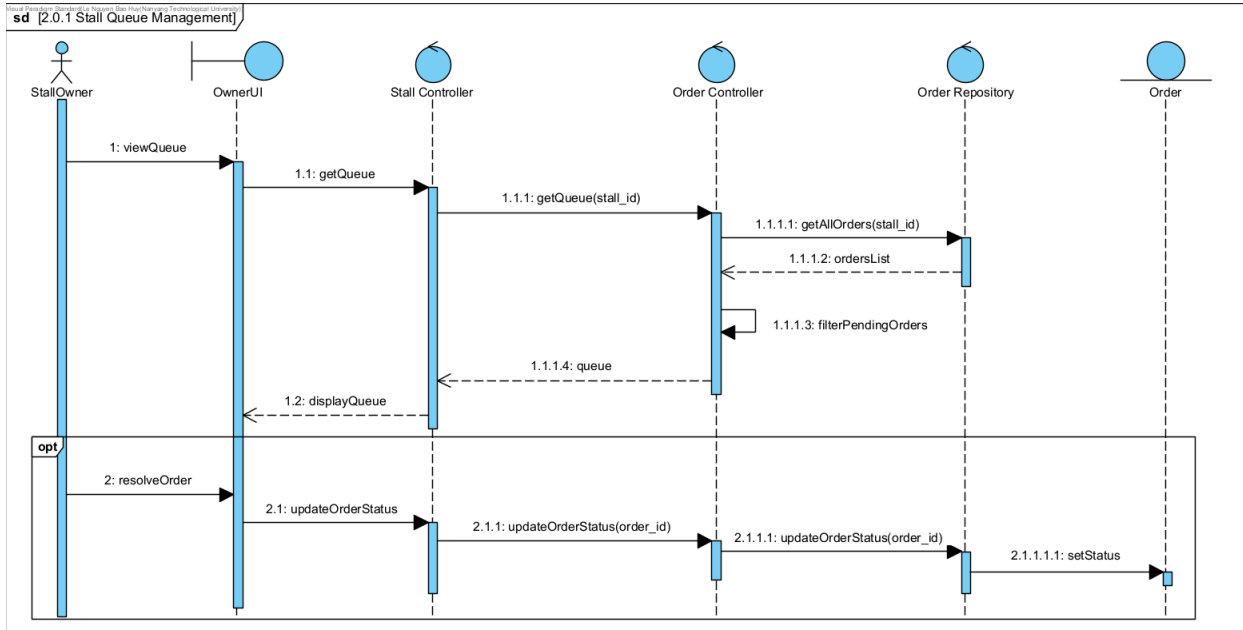 Visual Paradigm Standard(Le Nguyen Bao Huy(Nanyang Technological University))
sd [2.0.1 Stall Queue Management]
StallOwner
OwnerUI
Stall Controller
Order Controller
Order Repository
Order
1: viewQueue
1.1: getQueue
1.1.1: getQueue(stall_id)
1.1.1.1: getAllOrders(stall_id)
1.1.1.2: ordersList
1.1.1.3: filterPendingOrders
1.1.1.4: queue
1.2: displayQueue
opt
2: resolveOrder
2.1: updateOrderStatus
2.1.1: updateOrderStatus(order_id)
2.1.1.1: updateOrderStatus(order_id)
2.1.1.1.1: setStatus